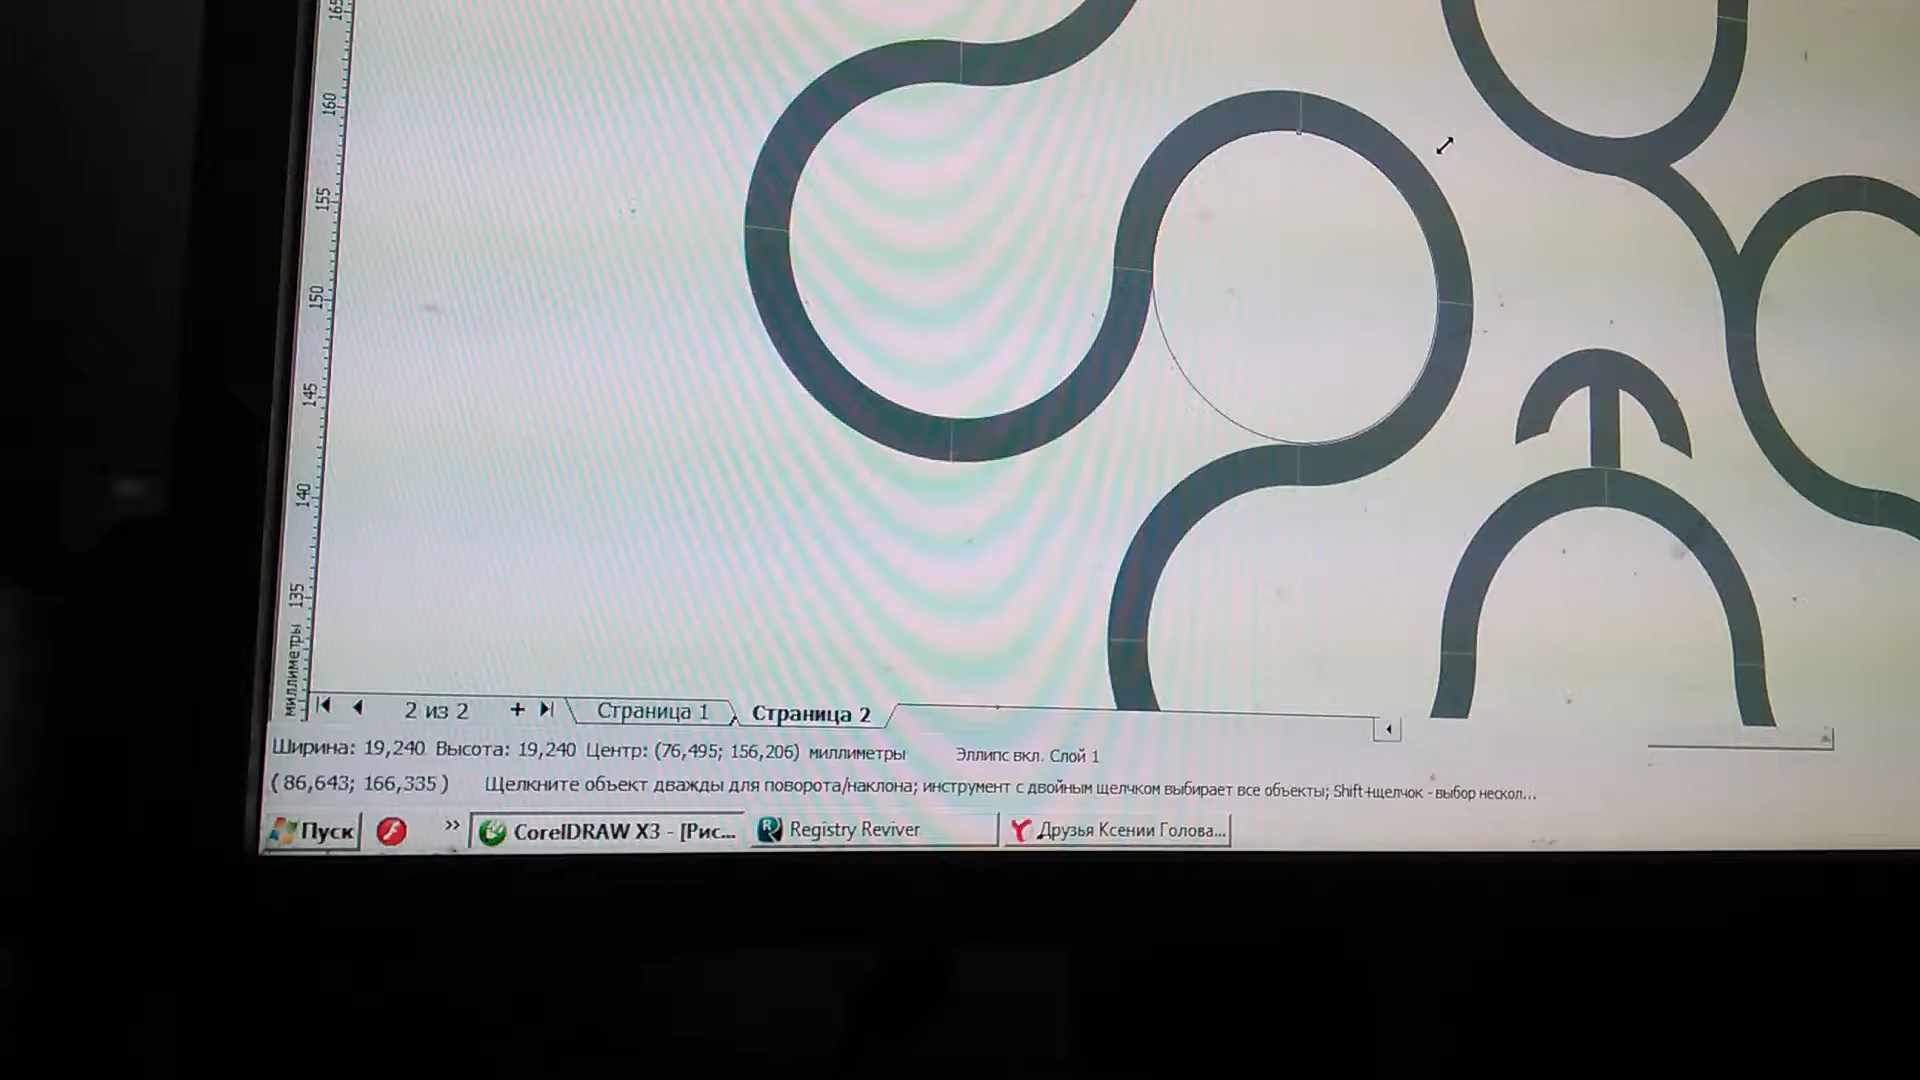 165
160
155
150
145
140
135
миллиметры
2 из 2
Страница 1
Страница 2
Ширина: 19,240 Высота: 19,240 Центр: (76,495; 156,206) миллиметры Эллипс вкл. Слой 1
( 86,643; 166,335 ) Щелкните объект дважды для поворота/наклона; инструмент с двойным щелчком выбирает все объекты; Shift+щелчок - выбор нескол...
Пуск
»
CorelDRAW X3 - [Рис...
Registry Reviver
Друзья Ксении Голова...